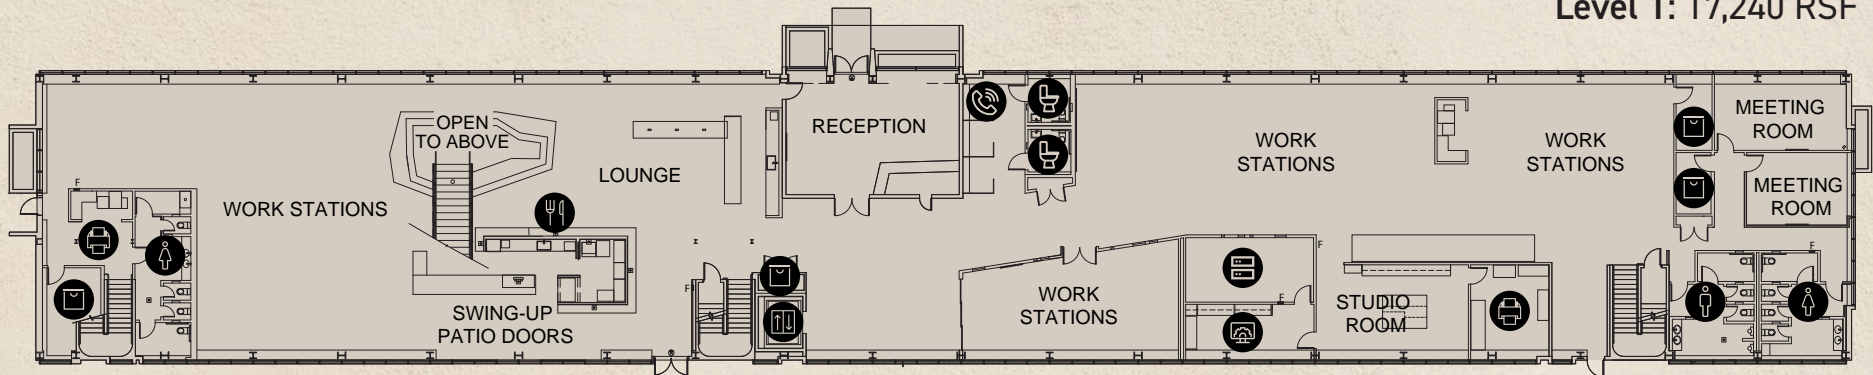 Level 1: 17,240 RSF
OPEN
TO ABOVE
RECEPTION
LOUNGE
WORK STATIONS
SWING-UP
PATIO DOORS
WORK
STATIONS
WORK
STATIONS
WORK
STATIONS
STUDIO
ROOM
MEETING
ROOM
MEETING
ROOM
F
F
F
F
F